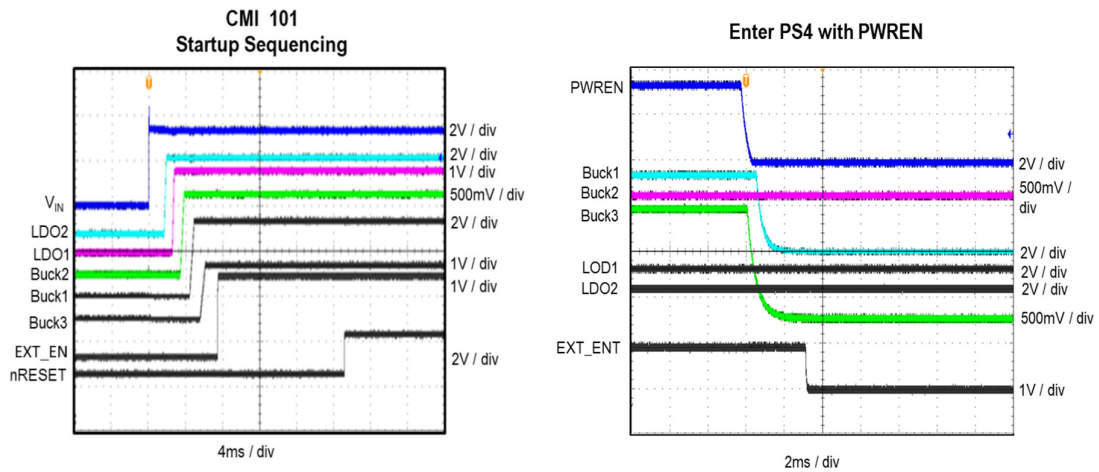 CMI 101
Startup Sequencing
V_IN
LDO2
LDO1
Buck2
Buck1
Buck3
EXT_EN
nRESET
2V / div
2V / div
1V / div
500mV / div
2V / div
1V / div
1V / div
2V / div
4ms / div
Enter PS4 with PWREN
PWREN
Buck1
Buck2
Buck3
LOD1
LDO2
EXT_ENT
2V / div
500mV /
div
2V / div
2V / div
2V / div
500mV / div
1V / div
2ms / div